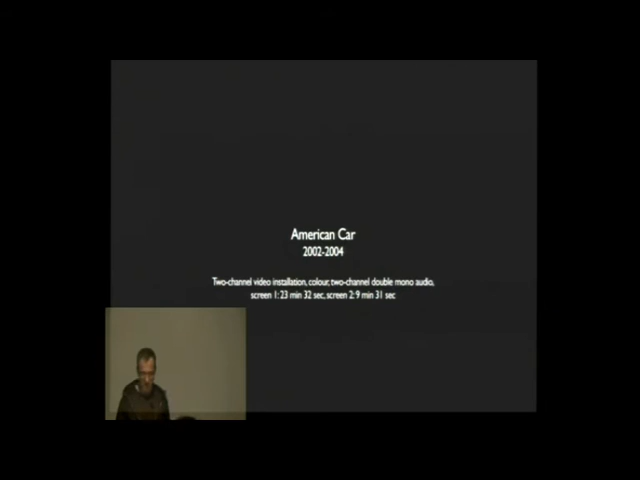 American Car
2002-2004
Two-channel video installation, colour, two-channel double mono audio,
screen 1: 23 min 32 sec, screen 2: 9 min 31 sec